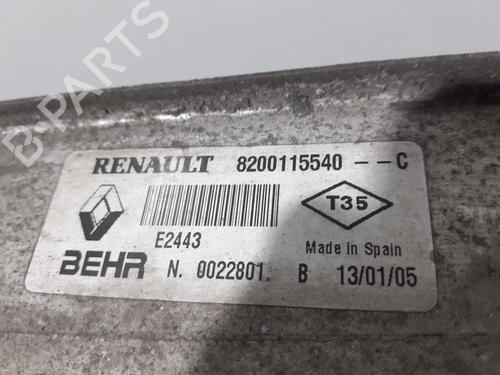 RENAULT 8200115540 - - C
T35
E2443
Made in Spain
BEHR N. 0022801. B 13/01/05
B-PARTS